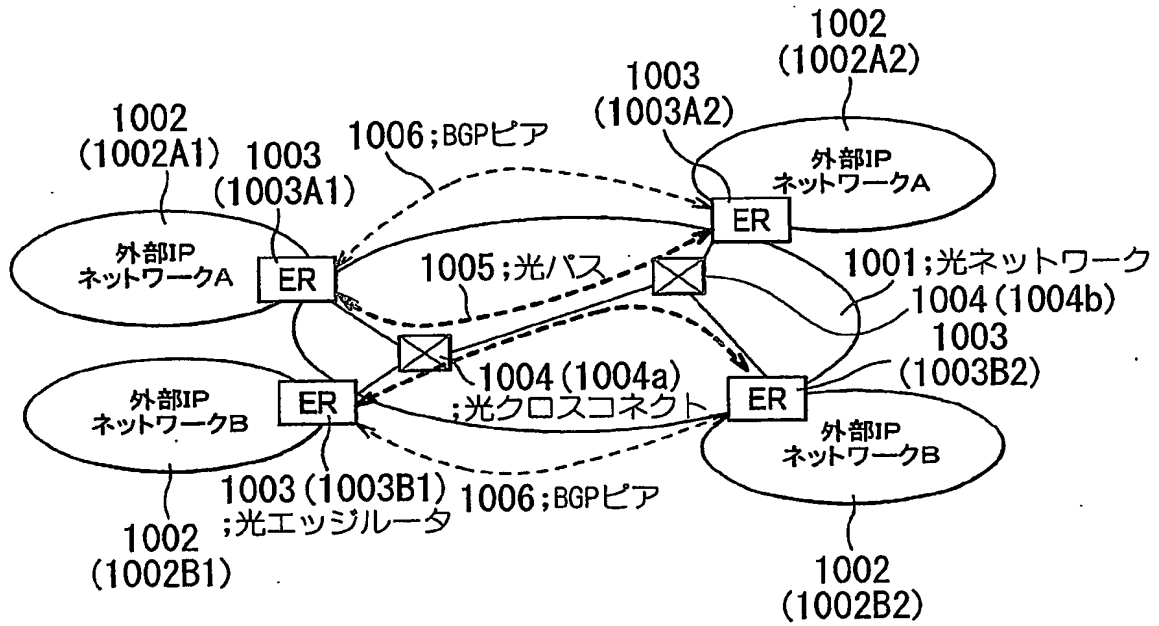 1002
(1002A2)
1003
(1003A2)
外部IP
ネットワークA
ER
1006;BGPピア
1002
(1002A1)
1003
(1003A1)
外部IP
ネットワークA
ER
1005;光パス
1001;光ネットワーク
1004(1004b)
1003
(1003B2)
1004(1004a)
;光クロスコネクト
外部IP
ネットワークB
ER
ER
外部IP
ネットワークB
1003(1003B1)
;光エッジルータ
1006;BGPピア
1002
(1002B1)
1002
(1002B2)